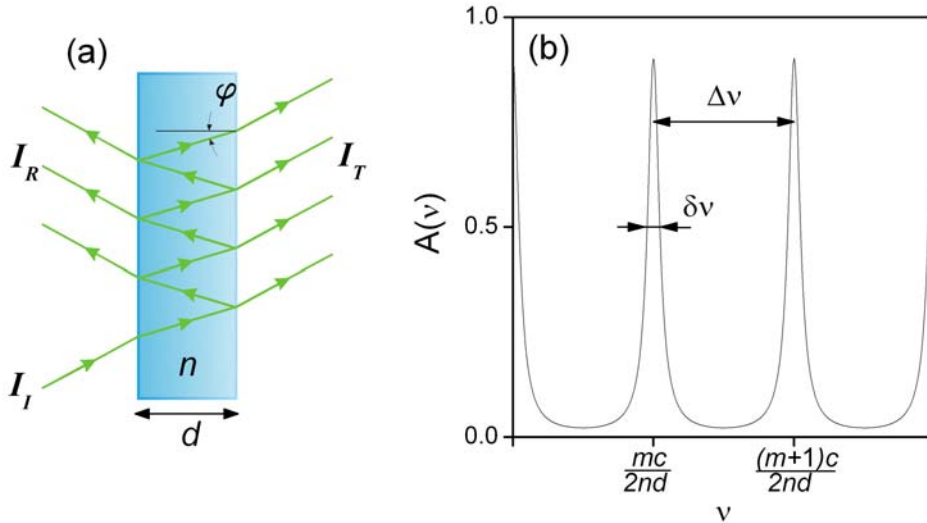 (a)
φ
I_R
I_T
n
I_I
d
(b)
1.0
Δν
A(ν)
0.5
δν
0.0
mc/2nd
(m+1)c/2nd
ν